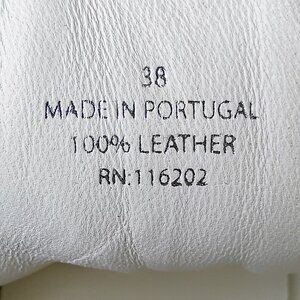 38
MADE IN PORTUGAL
100% LEATHER
RN:116202